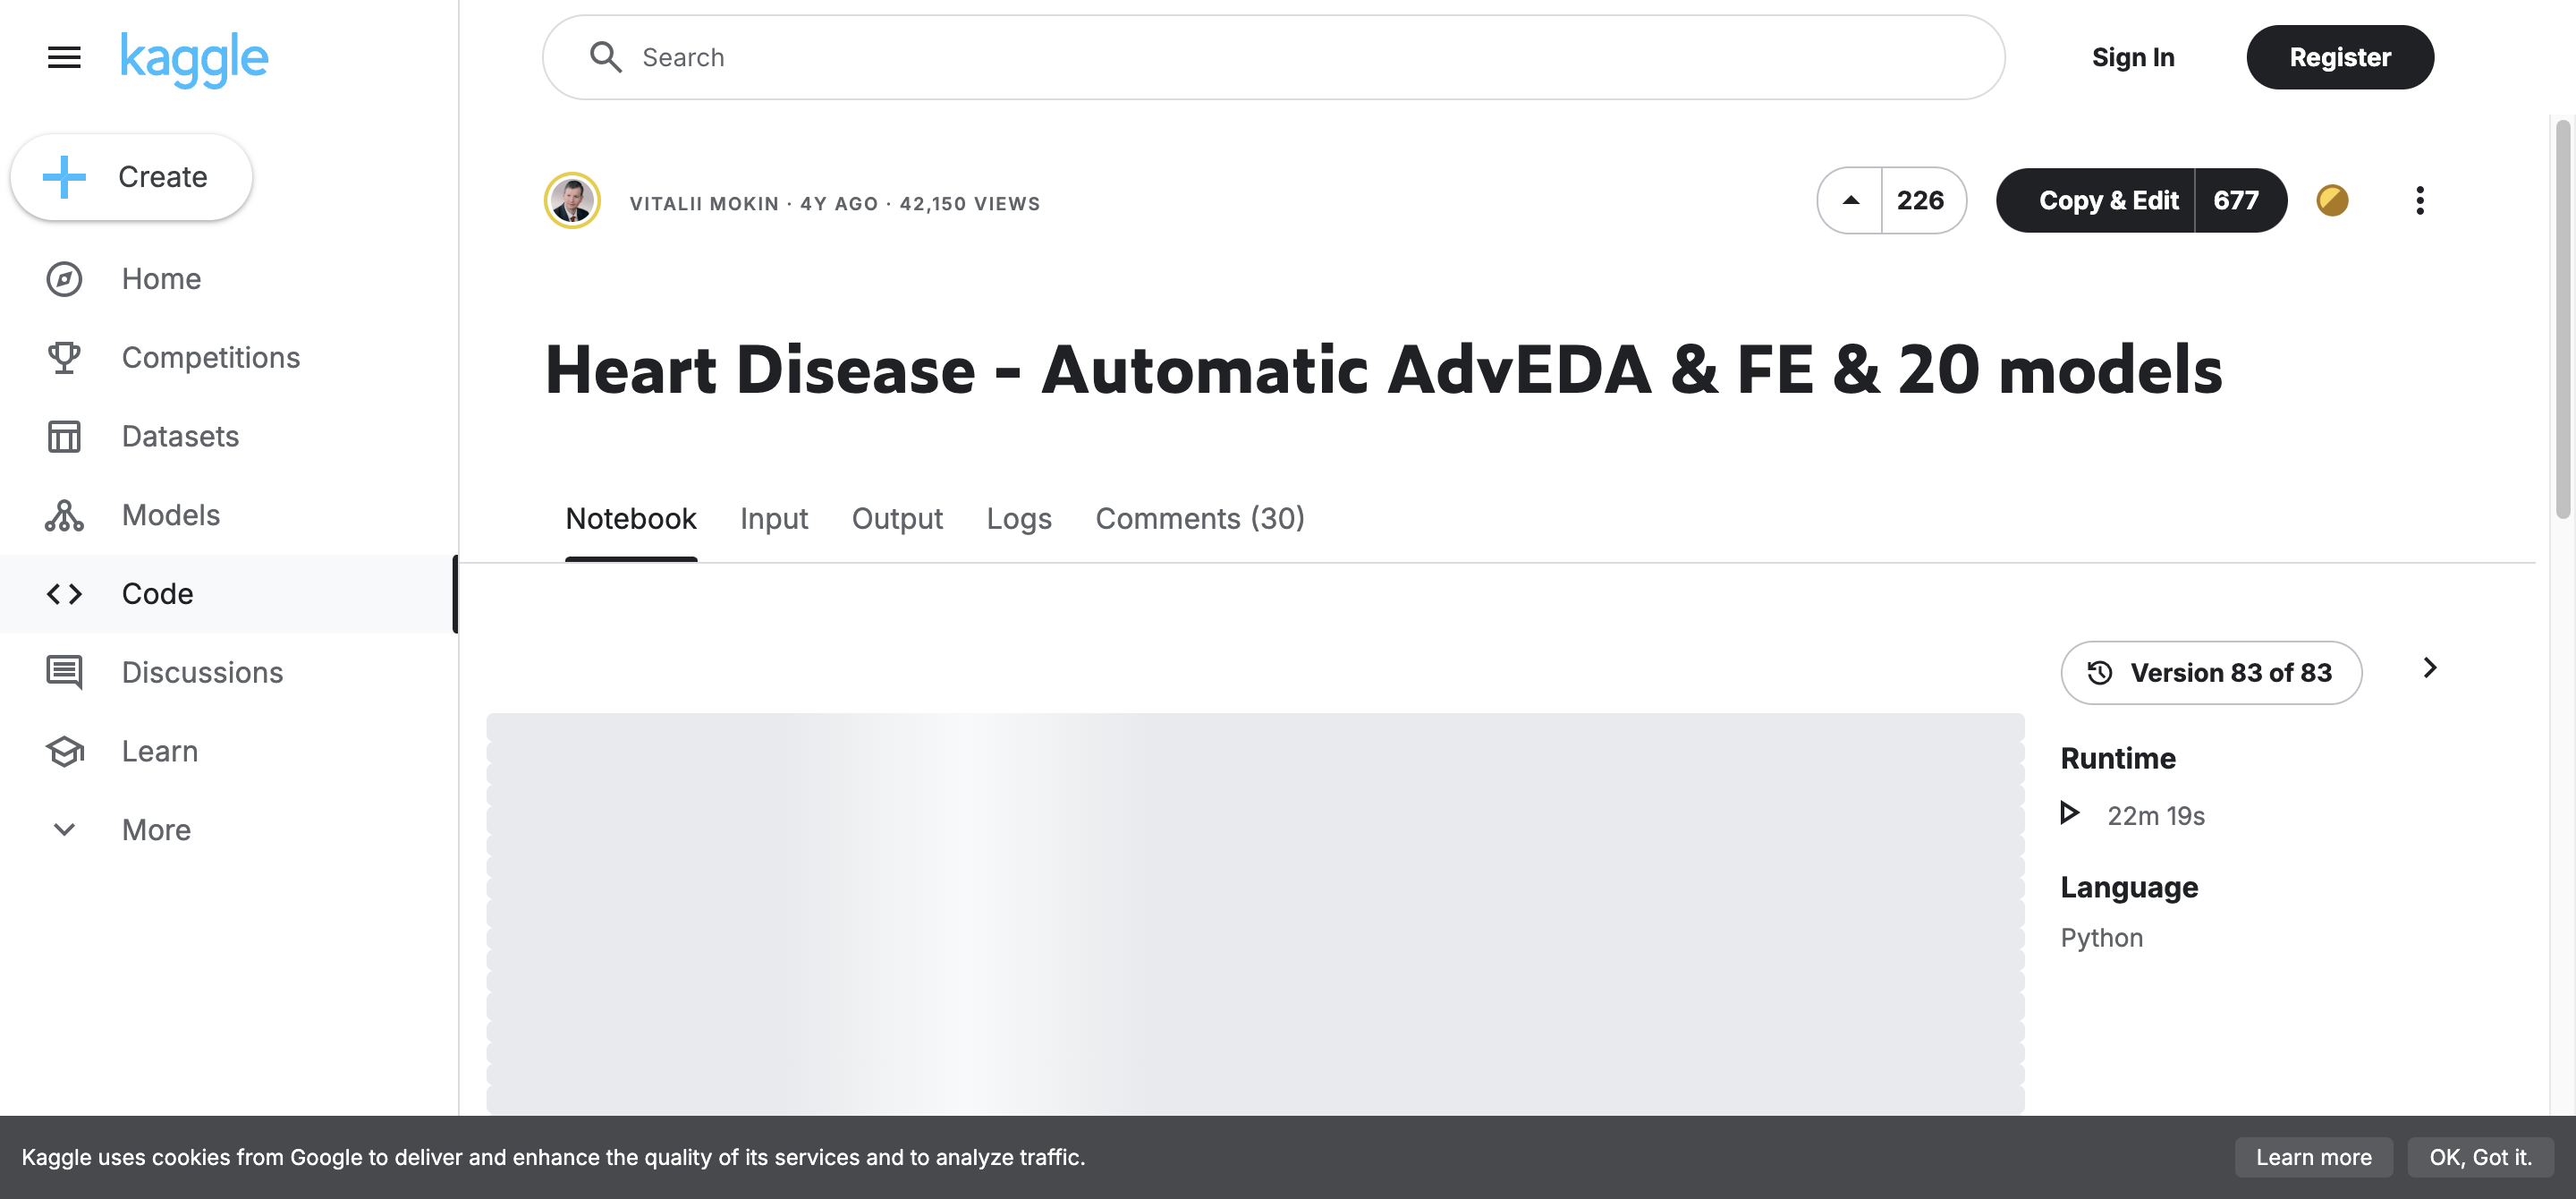 kaggle
Search
Sign In
Register
Create
Home
Competitions
Datasets
Models
Code
Discussions
Learn
More
VITALII MOKIN · 4Y AGO · 42,150 VIEWS
226
Copy & Edit 677
Heart Disease - Automatic AdvEDA & FE & 20 models
Notebook Input Output Logs Comments (30)
Version 83 of 83
Runtime
22m 19s
Language
Python
Kaggle uses cookies from Google to deliver and enhance the quality of its services and to analyze traffic.
Learn more
OK, Got it.